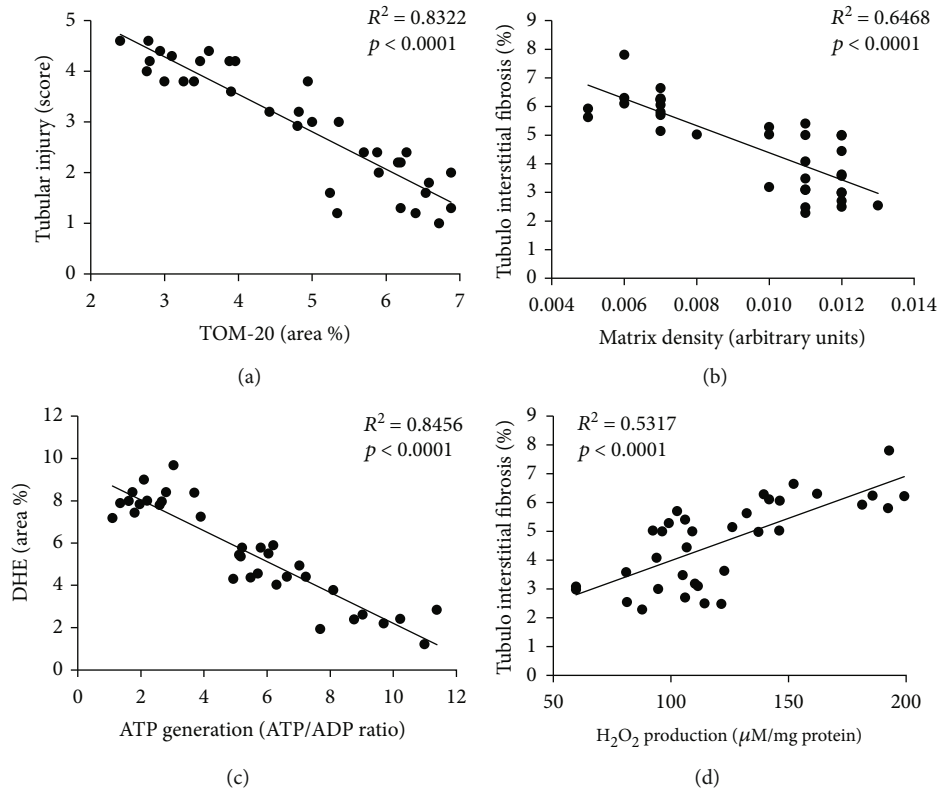 R² = 0.8322
p < 0.0001
5
4
3
2
1
0
Tubular injury (score)
2 3 4 5 6 7
TOM-20 (area %)
(a)
R² = 0.6468
p < 0.0001
9
8
7
6
5
4
3
2
1
0
Tubulo interstitial fibrosis (%)
0.004 0.006 0.008 0.010 0.012 0.014
Matrix density (arbitrary units)
(b)
R² = 0.8456
p < 0.0001
12
10
8
6
4
2
0
DHE (area %)
0 2 4 6 8 10 12
ATP generation (ATP/ADP ratio)
(c)
R² = 0.5317
p < 0.0001
9
8
7
6
5
4
3
2
1
0
Tubulo interstitial fibrosis (%)
50 100 150 200
H₂O₂ production (μM/mg protein)
(d)